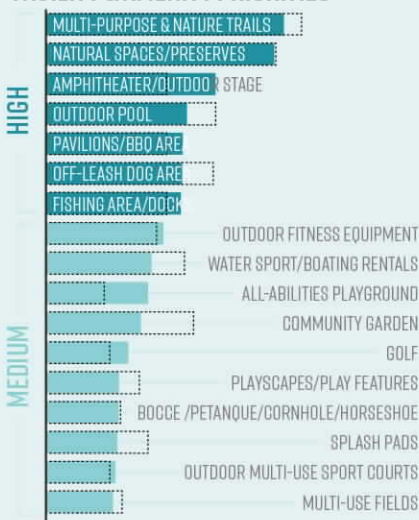 HIGH
MULTI-PURPOSE & NATURE TRAILS
NATURAL SPACES/PRESERVES
AMPHITHEATER/OUTDOOR STAGE
OUTDOOR POOL
PAVILIONS/BBQ AREA
OFF-LEASH DOG AREA
FISHING AREA/DOCK
MEDIUM
OUTDOOR FITNESS EQUIPMENT
WATER SPORT/BOATING RENTALS
ALL-ABILITIES PLAYGROUND
COMMUNITY GARDEN
GOLF
PLAYSCAPES/PLAY FEATURES
BOCCE /PETANQUE/CORNHOLE/HORSESHOE
SPLASH PADS
OUTDOOR MULTI-USE SPORT COURTS
MULTI-USE FIELDS